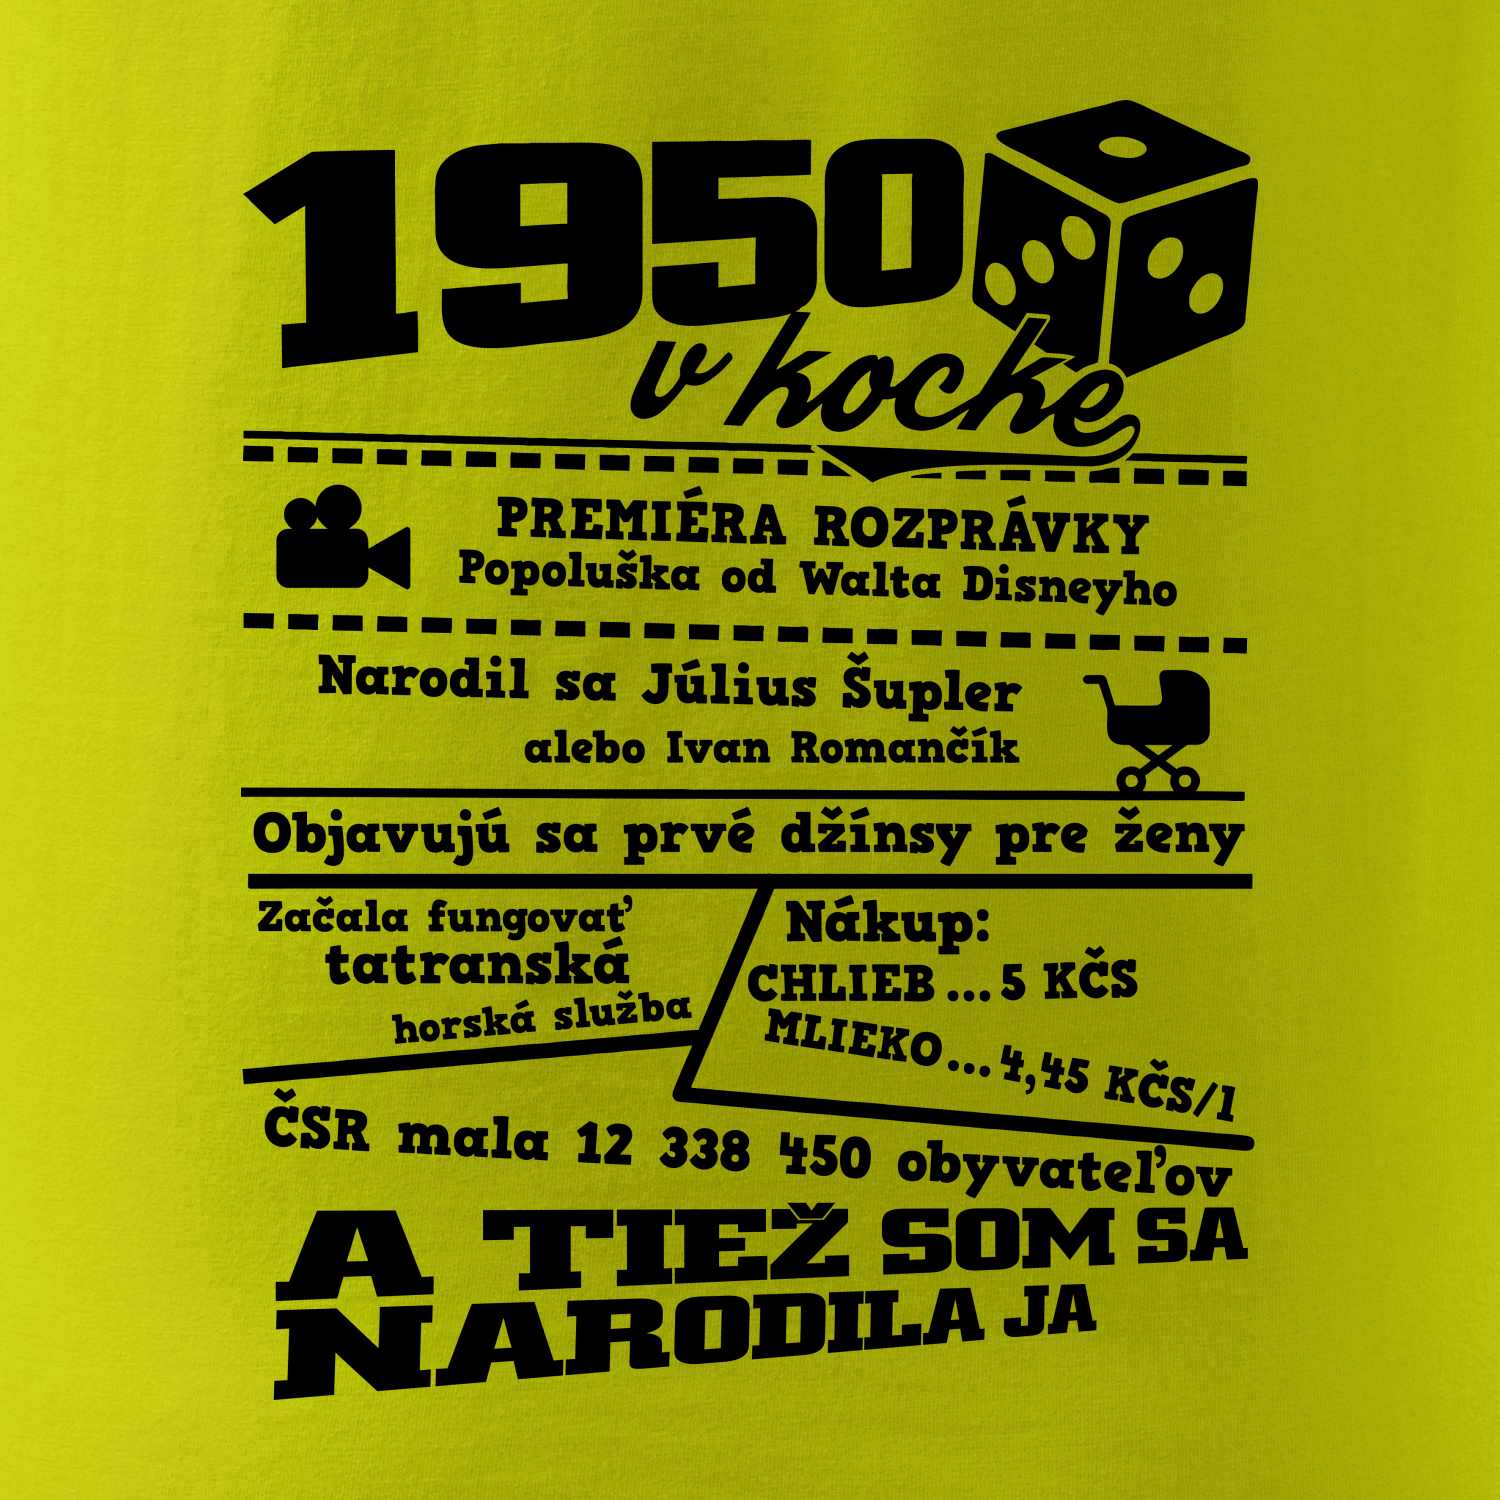 1950
v kocke
PREMIÉRA ROZPRÁVKY
Popoluška od Walta Disneyho
Narodil sa Július Šupler
alebo Ivan Romančík
Objavujú sa prvé džínsy pre ženy
Začala fungovať
tatranská
horská služba
Nákup:
CHLIEB...5 KČS
MLIEKO...4,45 KČS/l
ČSR mala 12 338 450 obyvateľov
A TIEŽ SOM SA
NARODILA JA